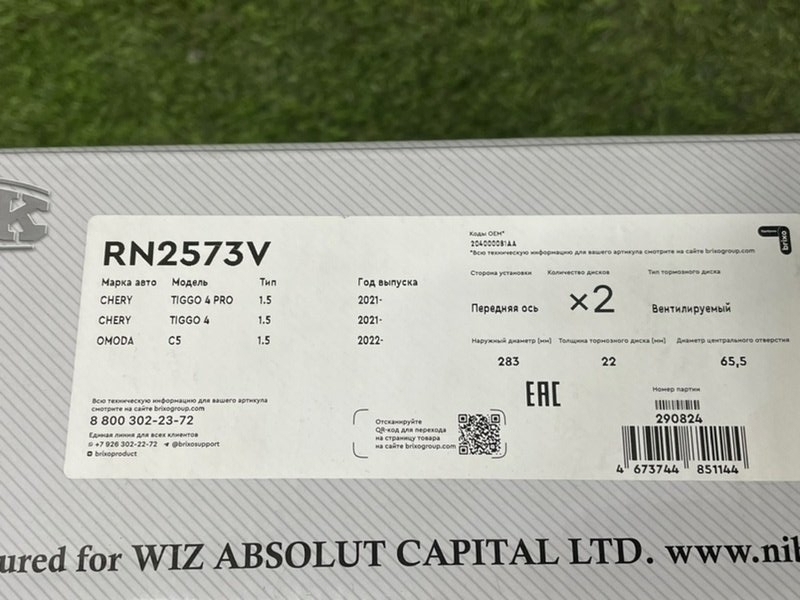 K
RN2573V
Марка авто Модель Тип Год выпуска
CHERY TIGGO 4 PRO 1.5 2021-
CHERY TIGGO 4 1.5 2021-
OMODA C5 1.5 2022-
Всю техническую информацию для вашего артикула
смотрите на сайте brixogroup.com
8 800 302-23-72
Единая линия для всех клиентов
+7 926 302-22-72 @brixosupport
brixoproduct
Отсканируйте
QR-код для перехода
на страницу товара
на сайте brixogroup.com
Коды OEM*
204000081AA
*Всю техническую информацию для вашего артикула смотрите на сайте brixogroup.com
brixo
Сторона установки Количество дисков Тип тормозного диска
Передняя ось ×2 Вентилируемый
Наружный диаметр (мм) Толщина тормозного диска (мм) Диаметр центрального отверстия
283 22 65,5
EAC
Номер партии
290824
4 673744 851144
ured for WIZ ABSOLUT CAPITAL LTD. www.nib